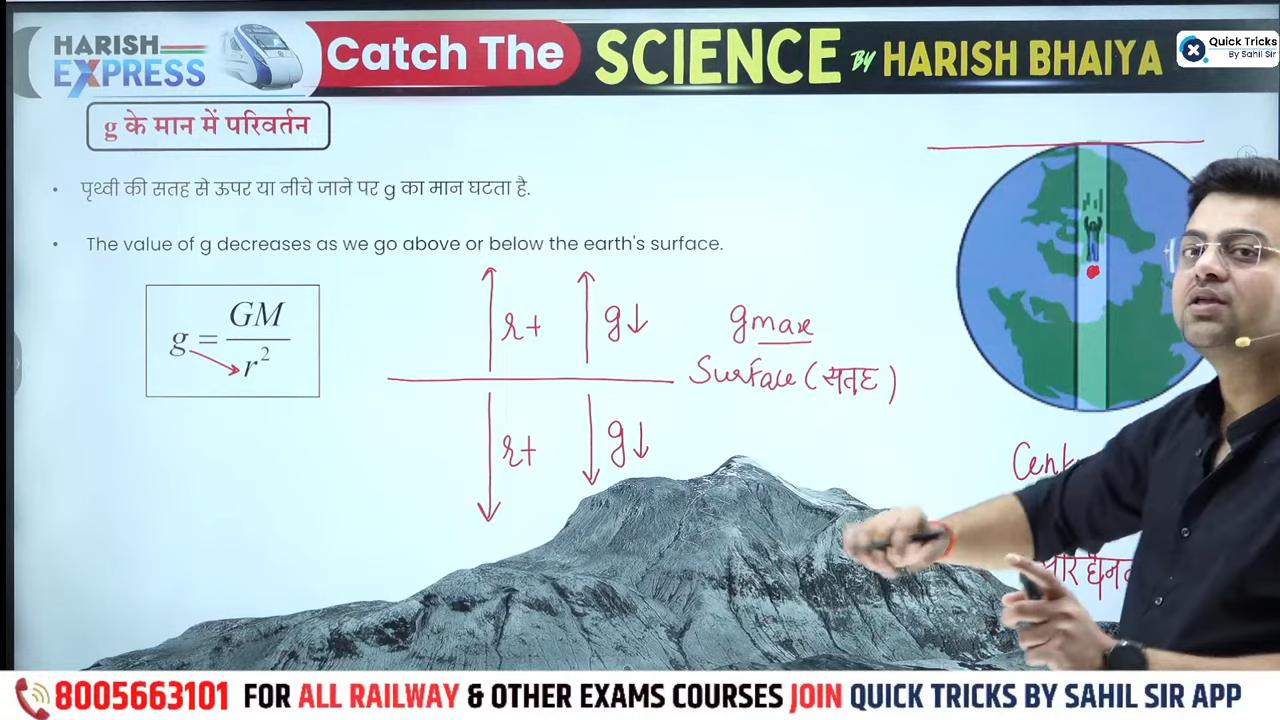 HARISH EXPRESS
Catch The SCIENCE BY HARISH BHAIYA
Quick Tricks
By Sahil Sir
g के मान में परिवर्तन
• पृथ्वी की सतह से ऊपर या नीचे जाने पर g का मान घटता है.
• The value of g decreases as we go above or below the earth's surface.
g = GM / r²
r+ g↓
gmax
Surface (सतह)
r+ g↓
8005663101 FOR ALL RAILWAY & OTHER EXAMS COURSES JOIN QUICK TRICKS BY SAHIL SIR APP